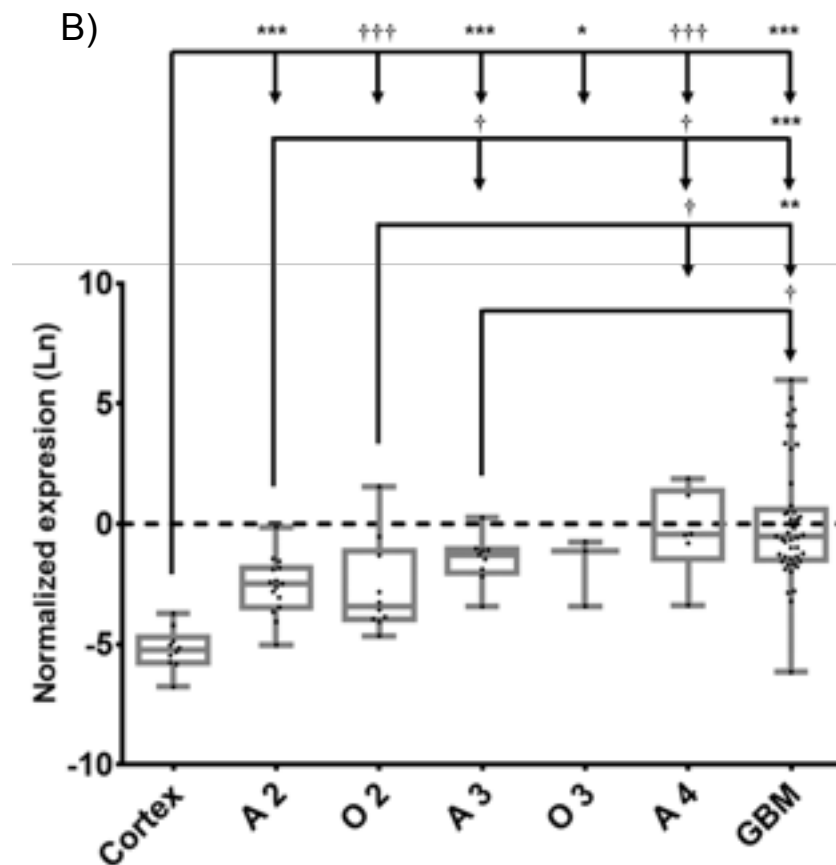 B)
*** ††† *** * ††† ***
† † ***
† **
†
Normalized expresion (Ln)
10
5
0
-5
-10
Cortex A 2 O 2 A 3 O 3 A 4 GBM